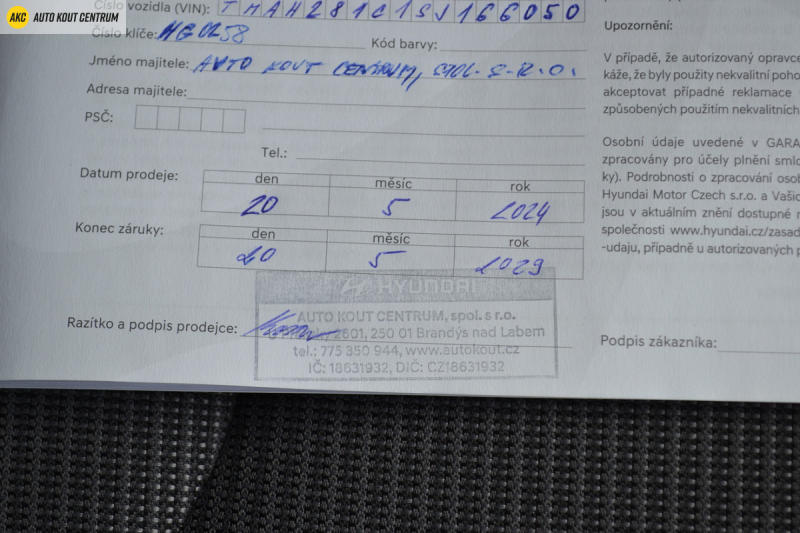 AKC AUTO KOUT CENTRUM
Číslo vozidla (VIN): TMAH281C1SJ166050
Číslo klíče: HG0258
Kód barvy:
Jméno majitele: AUTO KOUT CENTRUM, SPOL. S.R.O.
Adresa majitele:
PSČ:
Tel.:
Datum prodeje: den měsíc rok
20 5 2024
Konec záruky: den měsíc rok
20 5 2029
HYUNDAI
AUTO KOUT CENTRUM, spol. s r.o.
2601, 250 01 Brandýs nad Labem
tel.: 775 350 944, www.autokout.cz
IČ: 18631932, DIČ: CZ18631932
Razítko a podpis prodejce:
Upozornění:
V případě, že autorizovaný opravce
káže, že byly použity nekvalitní poho
akceptovat případné reklamace
způsobených použitím nekvalitních
Osobní údaje uvedené v GARA
zpracovány pro účely plnění smlo
ky). Podrobnosti o zpracování osob
Hyundai Motor Czech s.r.o. a Vašic
jsou v aktuálním znění dostupné n
společnosti www.hyundai.cz/zasad
-udaju, případně u autorizovaných p
Podpis zákazníka: